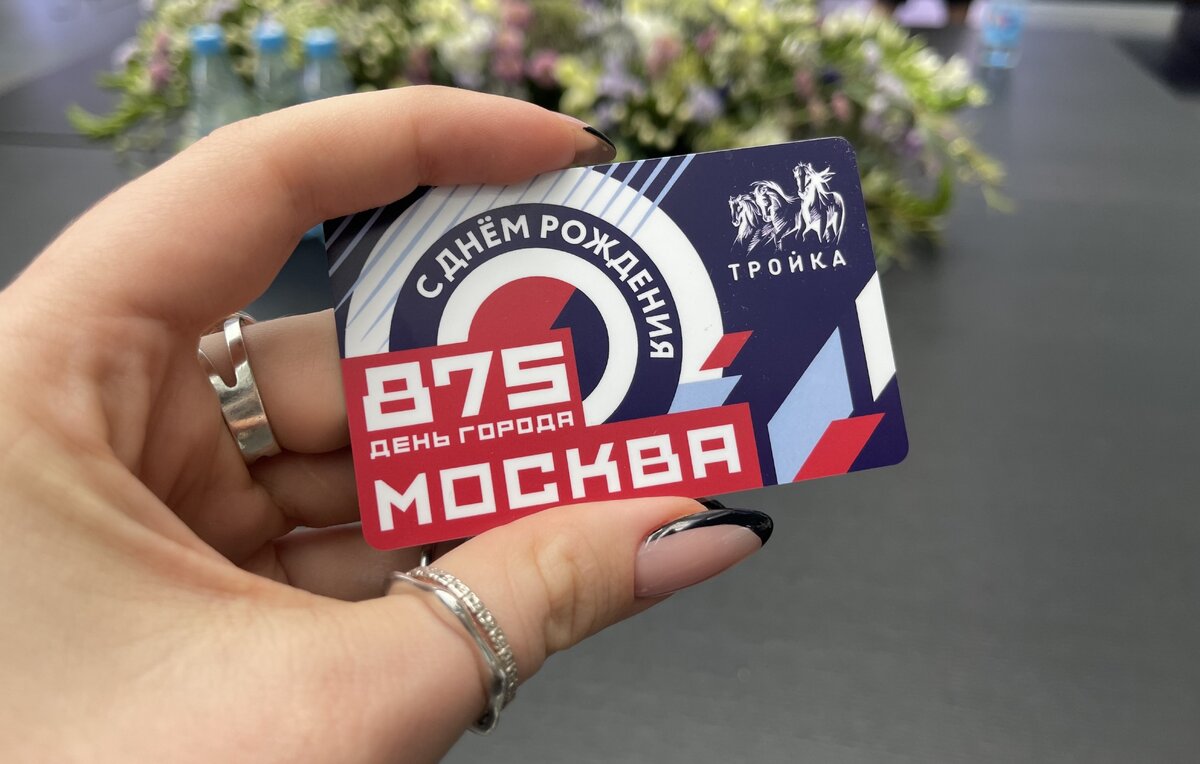 С ДНЁМ РОЖДЕНИЯ
ТРОЙКА
875
ДЕНЬ ГОРОДА
МОСКВА